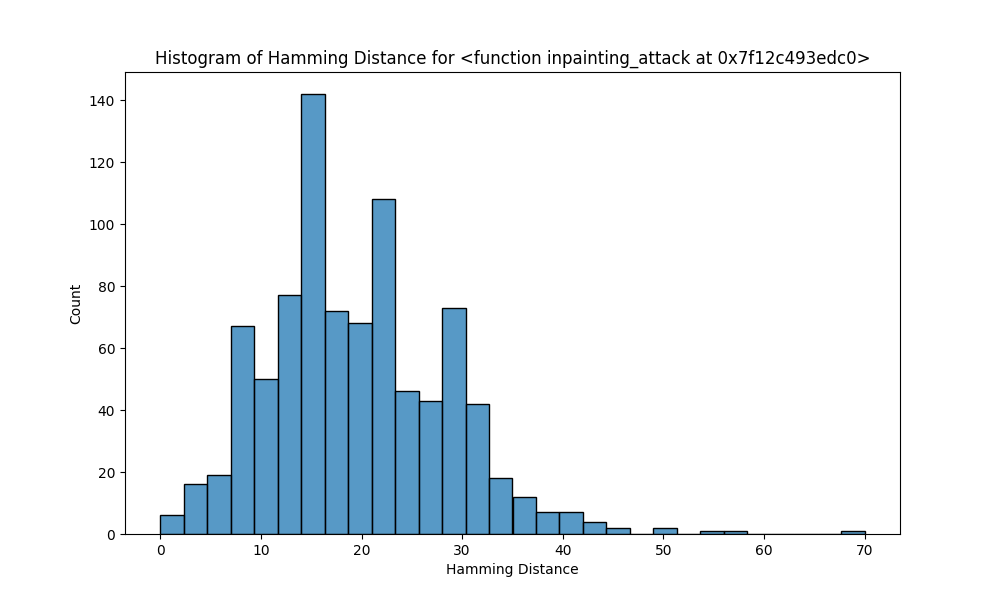 Histogram of Hamming Distance for <function inpainting_attack at 0x7f12c493edc0>
140
120
100
80
60
40
20
0
Count
0 10 20 30 40 50 60 70
Hamming Distance